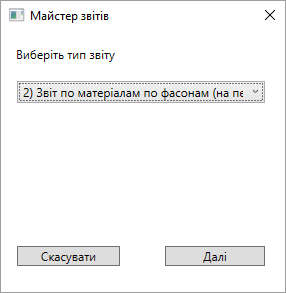 Майстер звітів
Виберіть тип звіту
2) Звіт по матеріалам по фасонам (на пе
Скасувати
Далі